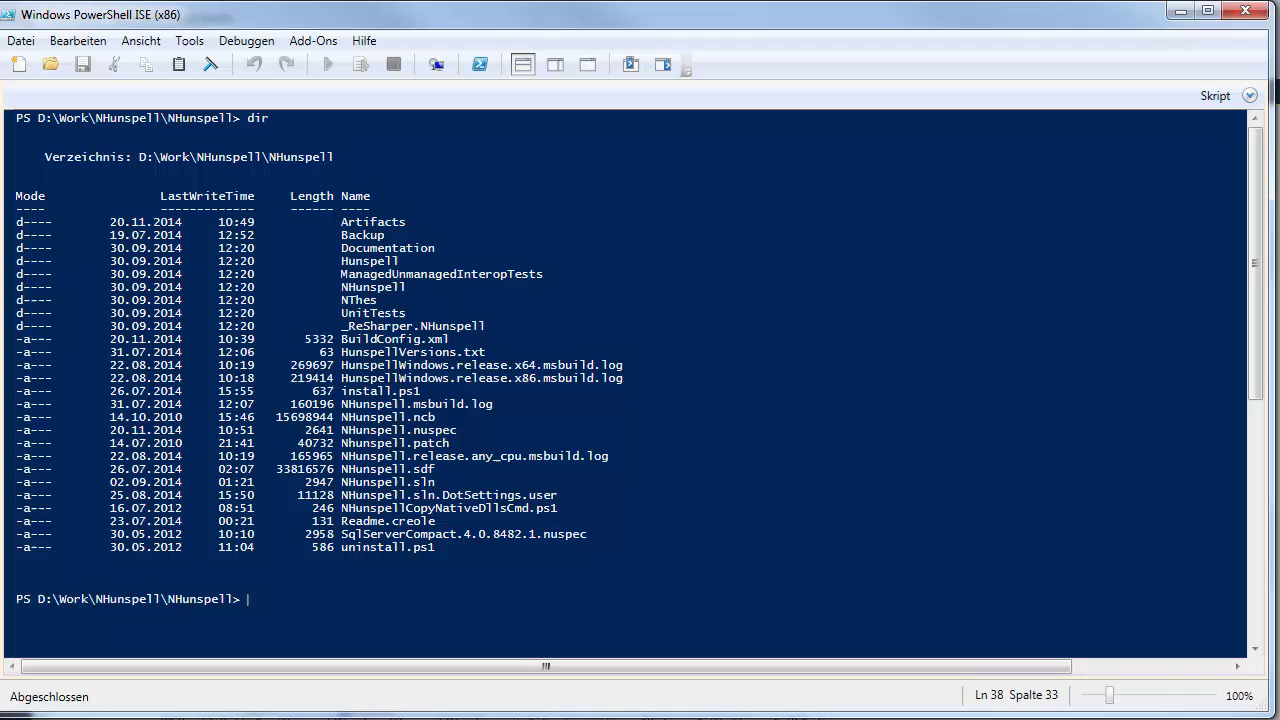 Windows PowerShell ISE (x86)
Datei Bearbeiten Ansicht Tools Debuggen Add-Ons Hilfe
Skript
PS D:\Work\NHunspell\NHunspell> dir
Verzeichnis: D:\Work\NHunspell\NHunspell
Mode LastWriteTime Length Name
---- ------------- ------ ----
d---- 20.11.2014 10:49 Artifacts
d---- 19.07.2014 12:52 Backup
d---- 30.09.2014 12:20 Documentation
d---- 30.09.2014 12:20 Hunspell
d---- 30.09.2014 12:20 ManagedUnmanagedInteropTests
d---- 30.09.2014 12:20 NHunspell
d---- 30.09.2014 12:20 NThes
d---- 30.09.2014 12:20 UnitTests
d---- 30.09.2014 12:20 _ReSharper.NHunspell
-a--- 20.11.2014 10:39 5332 BuildConfig.xml
-a--- 31.07.2014 12:06 63 HunspellVersions.txt
-a--- 22.08.2014 10:19 269697 HunspellWindows.release.x64.msbuild.log
-a--- 22.08.2014 10:18 219414 HunspellWindows.release.x86.msbuild.log
-a--- 26.07.2014 15:55 637 install.ps1
-a--- 31.07.2014 12:07 160196 NHunspell.msbuild.log
-a--- 14.10.2010 15:46 15698944 NHunspell.ncb
-a--- 20.11.2014 10:51 2641 NHunspell.nuspec
-a--- 14.07.2010 21:41 40732 Nhunspell.patch
-a--- 22.08.2014 10:19 165965 NHunspell.release.any_cpu.msbuild.log
-a--- 26.07.2014 02:07 33816576 NHunspell.sdf
-a--- 02.09.2014 01:21 2947 NHunspell.sln
-a--- 25.08.2014 15:50 11128 NHunspell.sln.DotSettings.user
-a--- 16.07.2012 08:51 246 NHunspellCopyNativeDllsCmd.ps1
-a--- 23.07.2014 00:21 131 Readme.creole
-a--- 30.05.2012 10:10 2958 SqlServerCompact.4.0.8482.1.nuspec
-a--- 30.05.2012 11:04 586 uninstall.ps1
PS D:\Work\NHunspell\NHunspell>
Abgeschlossen Ln 38 Spalte 33 100%